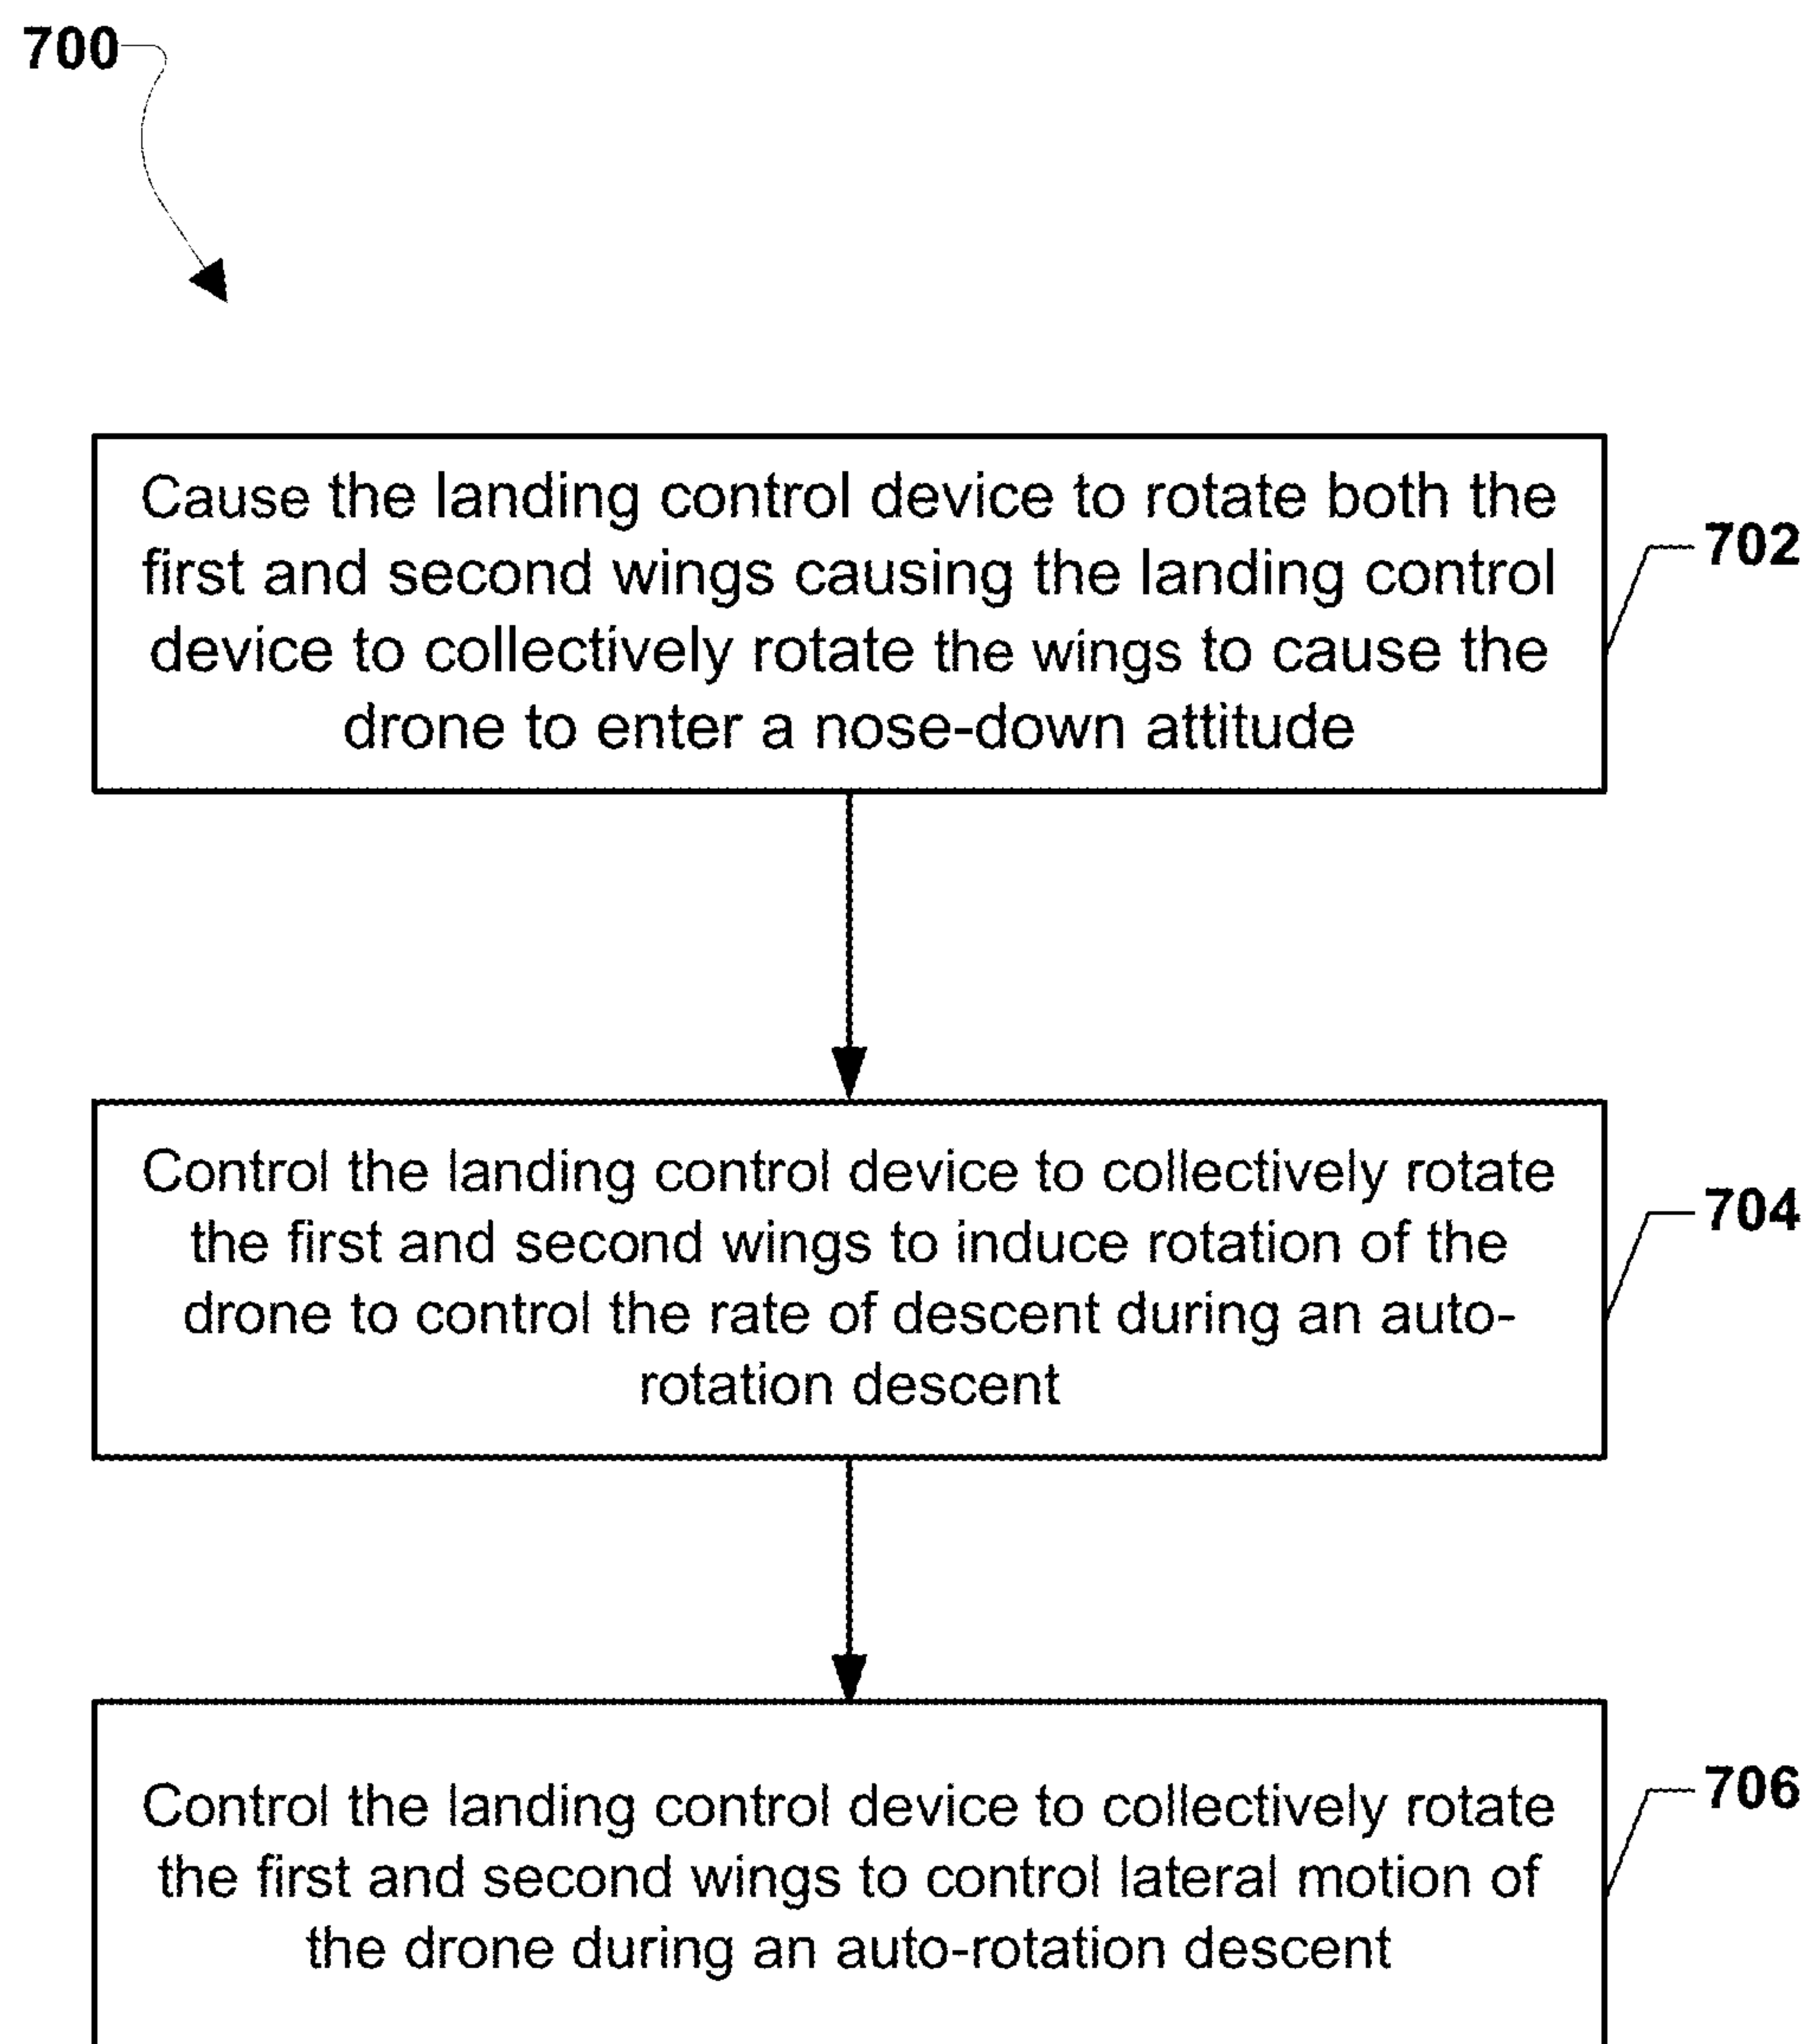 700
Cause the landing control device to rotate both the
first and second wings causing the landing control
device to collectively rotate the wings to cause the
drone to enter a nose-down attitude
702
Control the landing control device to collectively rotate
the first and second wings to induce rotation of the
drone to control the rate of descent during an auto-
rotation descent
704
Control the landing control device to collectively rotate
the first and second wings to control lateral motion of
the drone during an auto-rotation descent
706